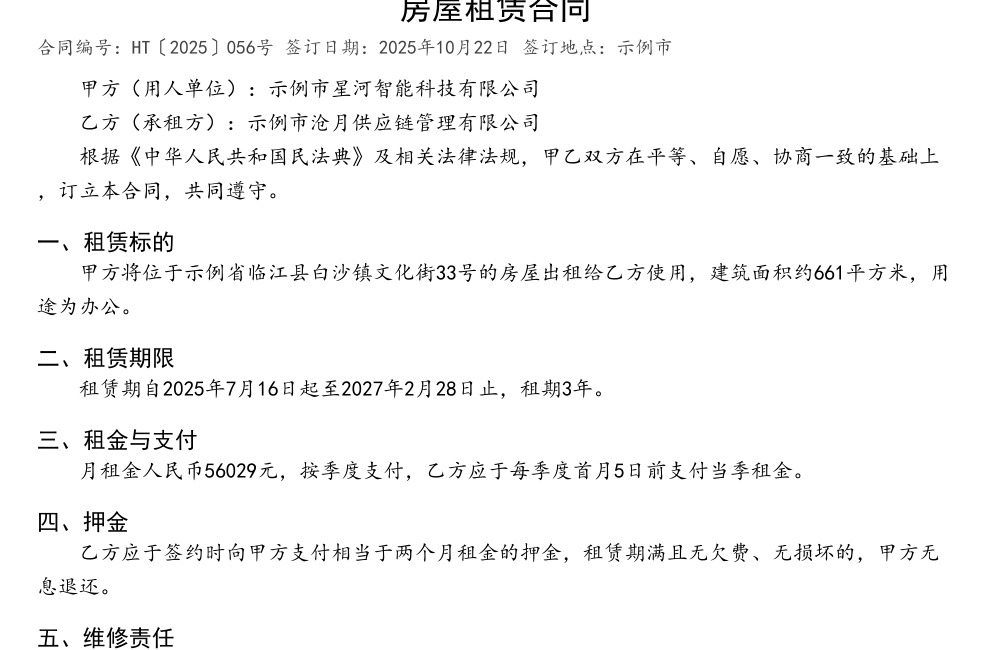 房屋租赁合同
合同编号：HT〔2025〕056号 签订日期：2025年10月22日 签订地点：示例市
甲方（用人单位）：示例市星河智能科技有限公司
乙方（承租方）：示例市沧月供应链管理有限公司
根据《中华人民共和国民法典》及相关法律法规，甲乙双方在平等、自愿、协商一致的基础上
，订立本合同，共同遵守。
一、租赁标的
甲方将位于示例省临江县白沙镇文化街33号的房屋出租给乙方使用，建筑面积约661平方米，用
途为办公。
二、租赁期限
租赁期自2025年7月16日起至2027年2月28日止，租期3年。
三、租金与支付
月租金人民币56029元，按季度支付，乙方应于每季度首月5日前支付当季租金。
四、押金
乙方应于签约时向甲方支付相当于两个月租金的押金，租赁期满且无欠费、无损坏的，甲方无
息退还。
五、维修责任